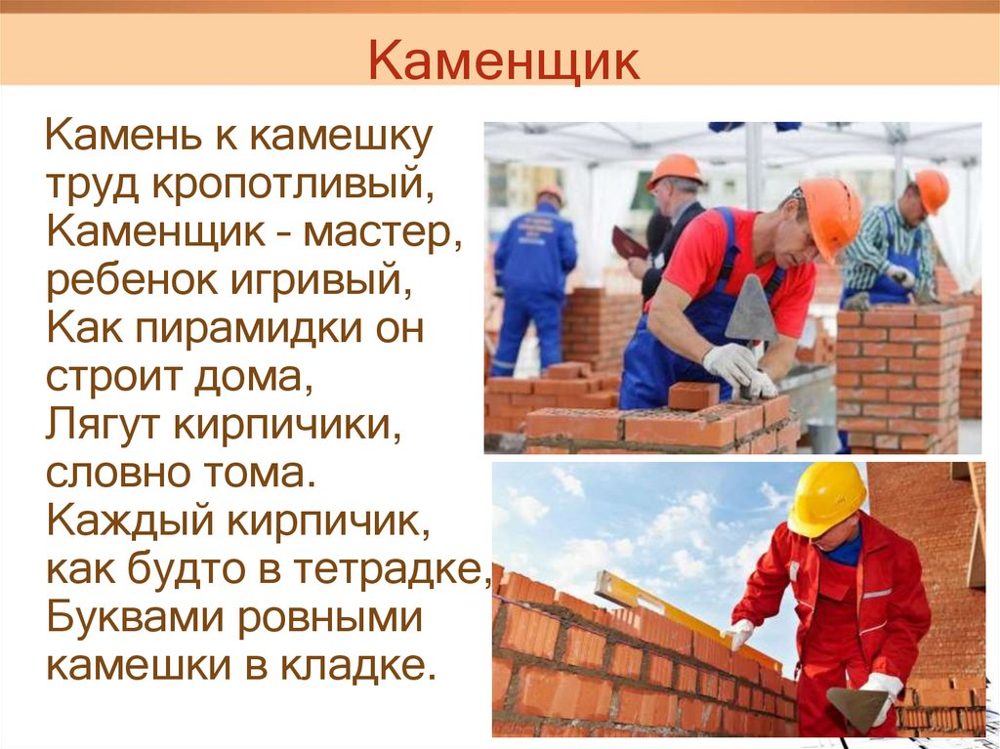 Каменщик
Камень к камешку
труд кропотливый,
Каменщик – мастер,
ребенок игривый,
Как пирамидки он
строит дома,
Лягут кирпичики,
словно тома.
Каждый кирпичик,
как будто в тетрадке,
Буквами ровными
камешки в кладке.